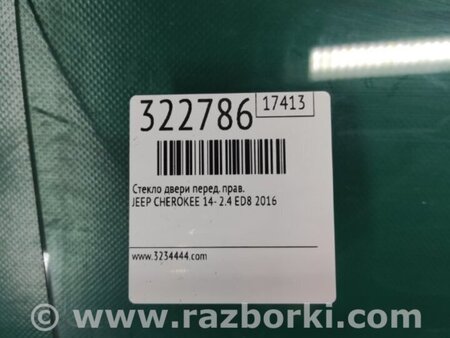 322786
17413
Стекло двери перед. прав.
JEEP CHEROKEE 14- 2.4 ED8 2016
www.3234444.com
© www.razborki.com